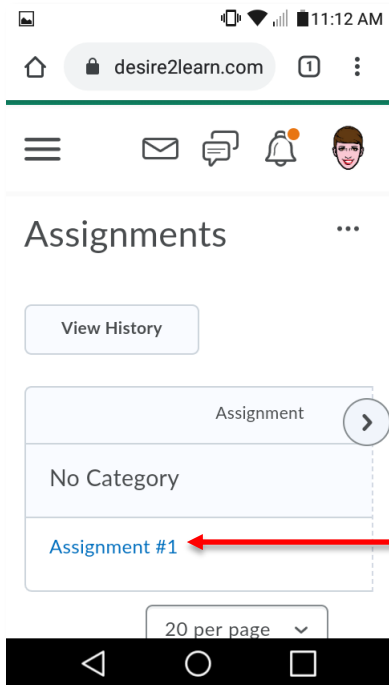 11:12 AM
desire2learn.com 1
Assignments
View History
Assignment
No Category
Assignment #1
20 per page